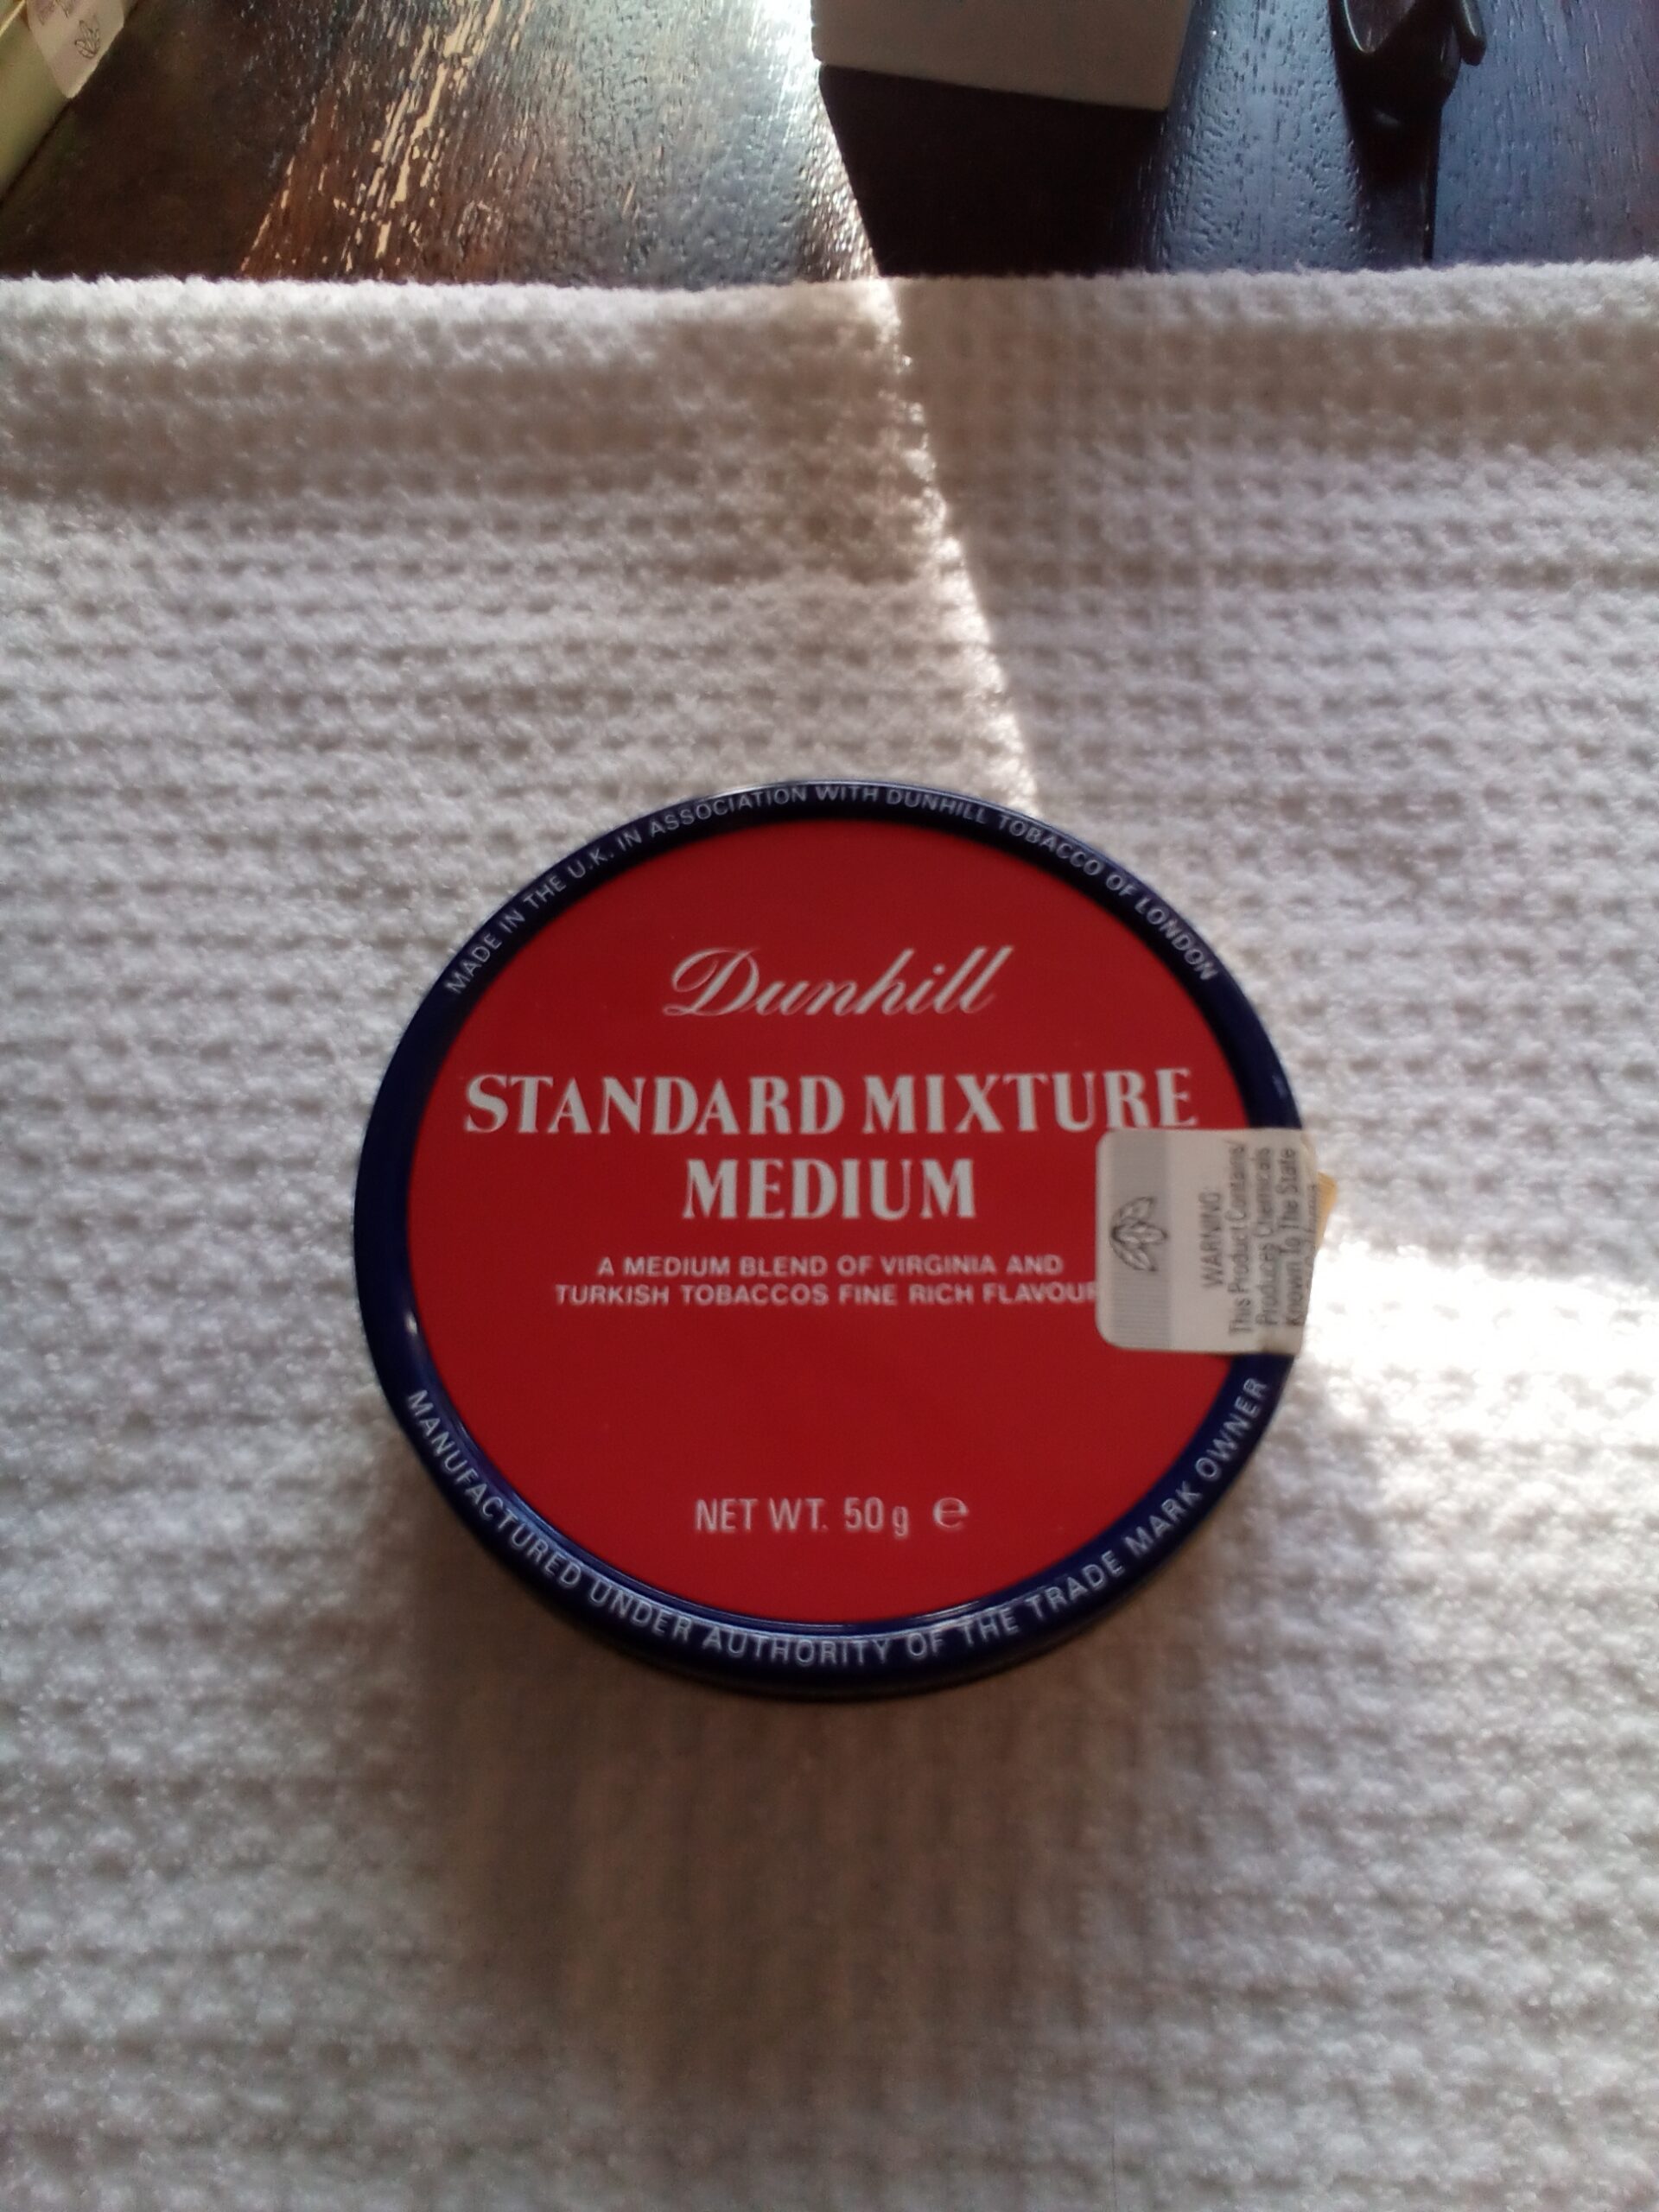 MADE IN THE U.K. IN ASSOCIATION WITH DUNHILL TOBACCO OF LONDON
Dunhill
STANDARD MIXTURE
MEDIUM
A MEDIUM BLEND OF VIRGINIA AND
TURKISH TOBACCOS FINE RICH FLAVOUR
NET WT. 50g ℮
MANUFACTURED UNDER AUTHORITY OF THE TRADE MARK OWNER
WARNING:
This Product Contains/
Produces Chemicals
Known To The State